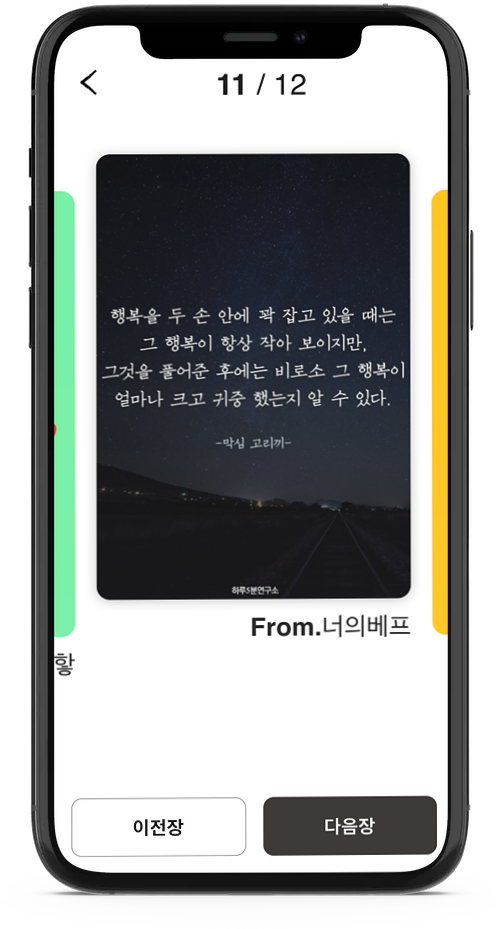 11 / 12
행복을 두 손 안에 꽉 잡고 있을 때는
그 행복이 항상 작아 보이지만,
그것을 풀어준 후에는 비로소 그 행복이
얼마나 크고 귀중 했는지 알 수 있다.
-막심 고리끼-
하루5분연구소
From.너의베프
이전장
다음장